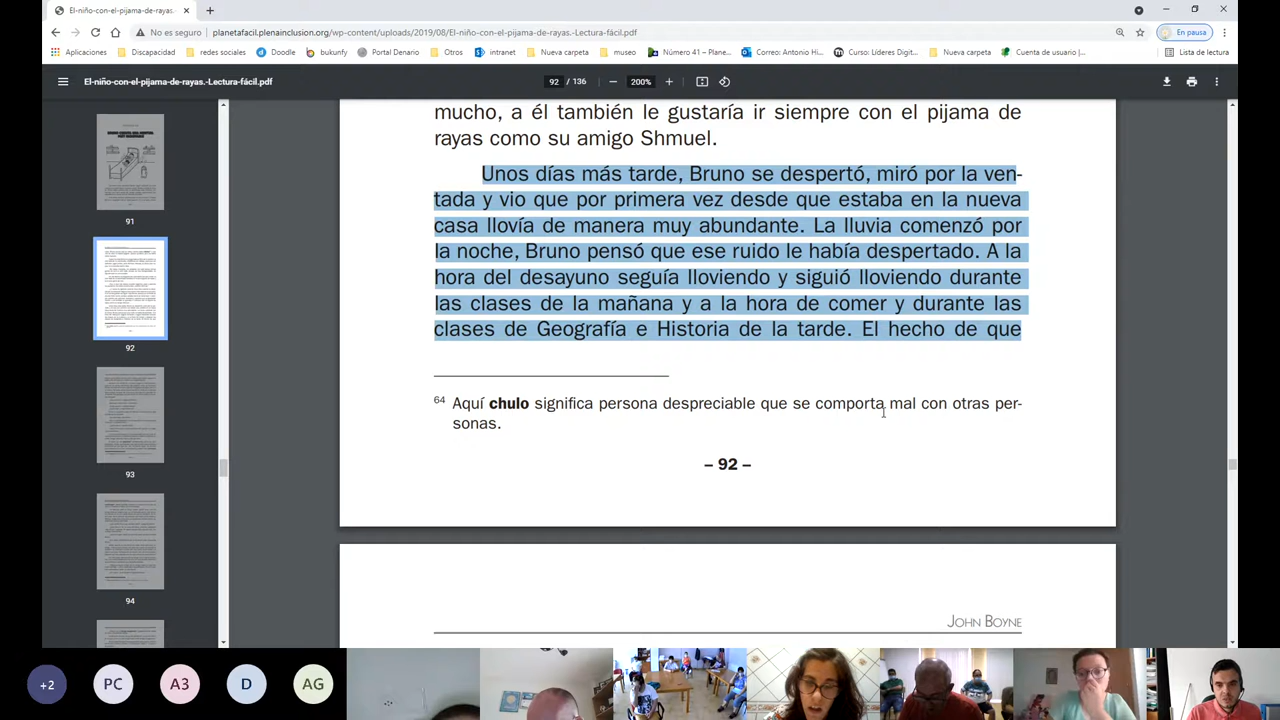 El-niño-con-el-pijama-de-rayas. ×
No es seguro | planetafacil.plenainclusion.org/wp-content/uploads/2019/08/El-niño-con-el-pijama-de-rayas.-Lectura-fácil.pdf
En pausa
Aplicaciones Discapacidad redes sociales Doodle bukunfy Portal Denario Otros intranet Nueva carpeta museo Número 41 – Plane... Correo: Antonio Hi... Curso: Líderes Digit... Nueva carpeta Cuenta de usuario |... Lista de lectura
El-niño-con-el-pijama-de-rayas.-Lectura-fácil.pdf
92 / 136
200%
91
92
93
94
mucho, a él también le gustaría ir siempre con el pijama de
rayas como su amigo Shmuel.
Unos días más tarde, Bruno se despertó, miró por la ven-
tada y vio que por primera vez desde que estaba en la nueva
casa llovía de manera muy abundante. La lluvia comenzó por
la noche, Bruno pensó que ese ruido les había despertado. A la
hora del desayuno seguía lloviendo y siguió lloviendo durante
las clases de la mañana y a la hora de comer y durante las
clases de Geografía e Historia de la tarde. El hecho de que
64 Aquí chulo significa persona despreciable que se comporta mal con otras per-
sonas.
– 92 –
JOHN BOYNE
+2 PC A3 D AG